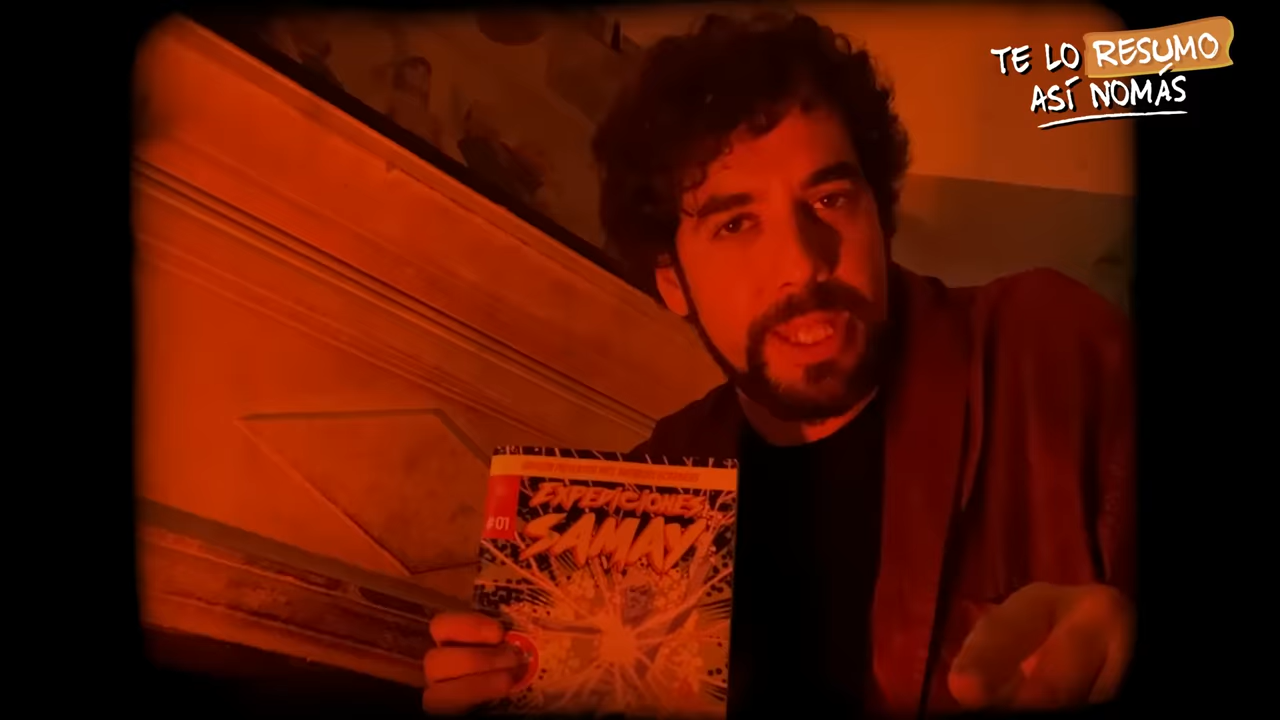 TE LO RESUMO
ASÍ NOMÁS
EXPEDICIONES
SAMAY
#01